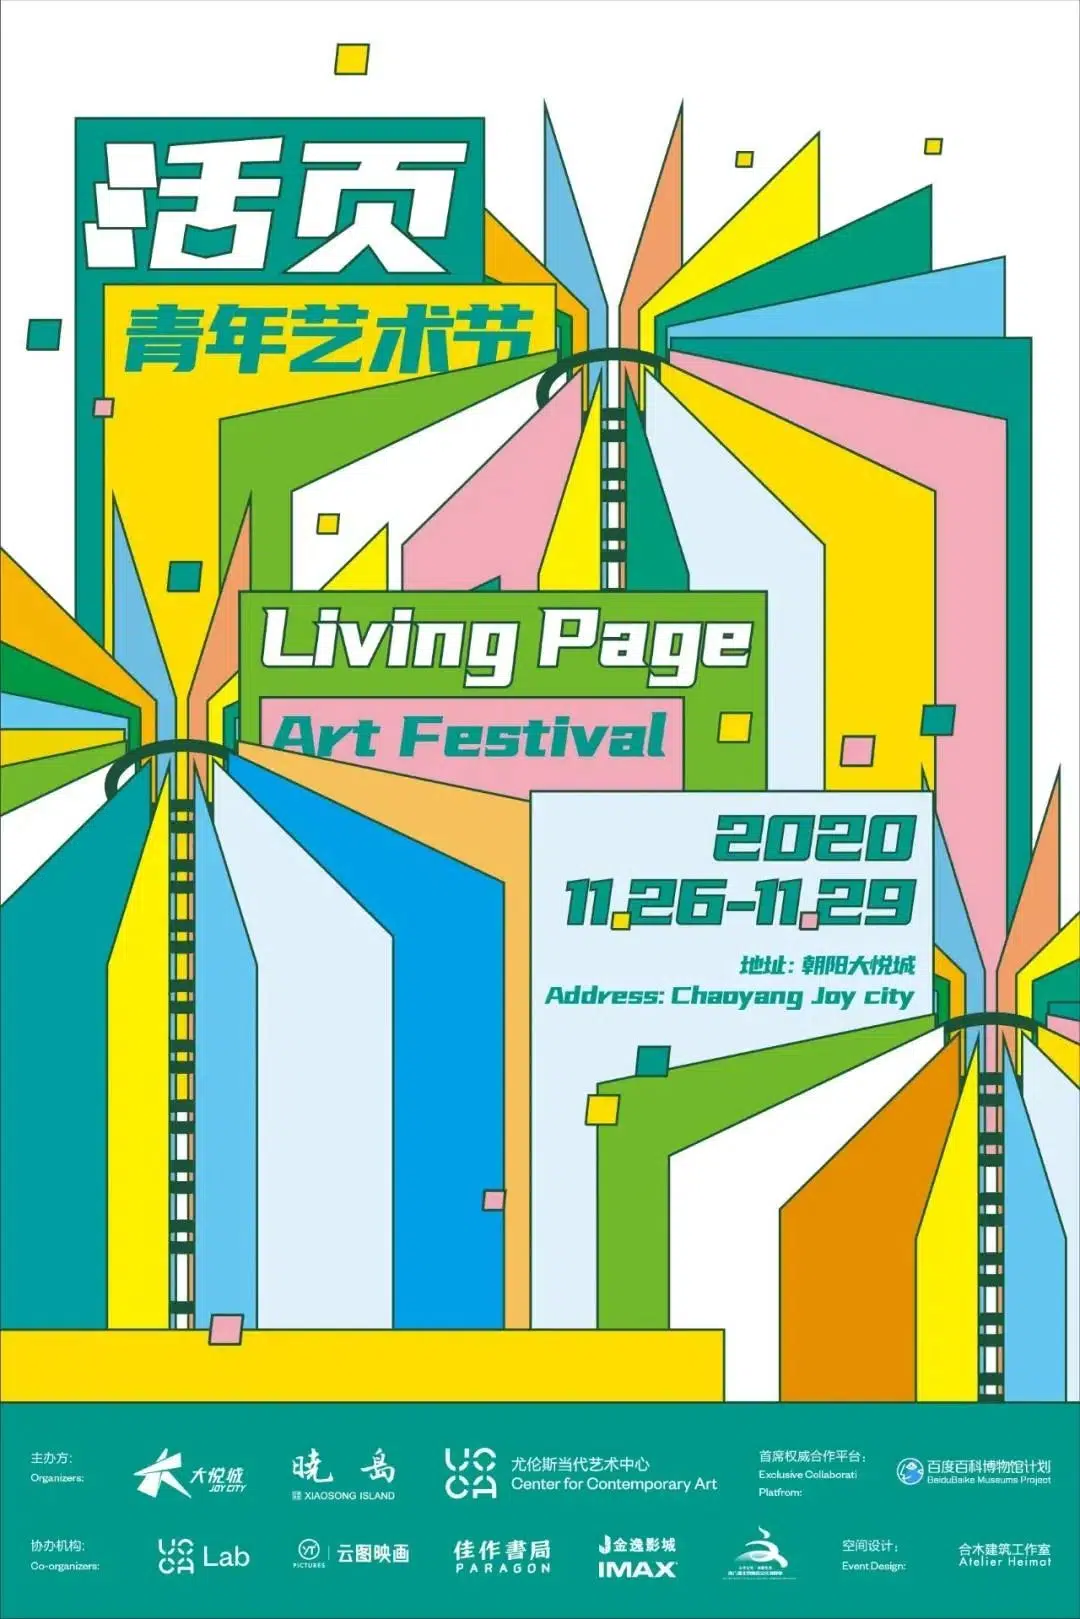 活页
青年艺术节
Living Page
Art Festival
2020
11.26-11.29
地址：朝阳大悦城
Address: Chaoyang Joy city
主办方：
Organizers:
大悦城
JOY CITY
晓岛
XIAOSONG ISLAND
UCCA
尤伦斯当代艺术中心
Center for Contemporary Art
首席权威合作平台：
Exclusive Collaborati
Platfrom:
百度百科博物馆计划
BaiduBaike Museums Project
协办机构：
Co-organizers:
UCCA Lab
YT
PICTURES
云图映画
佳作書局
PARAGON
金逸影城
IMAX
空间设计：
Event Design:
合木建筑工作室
Atelier Heimat